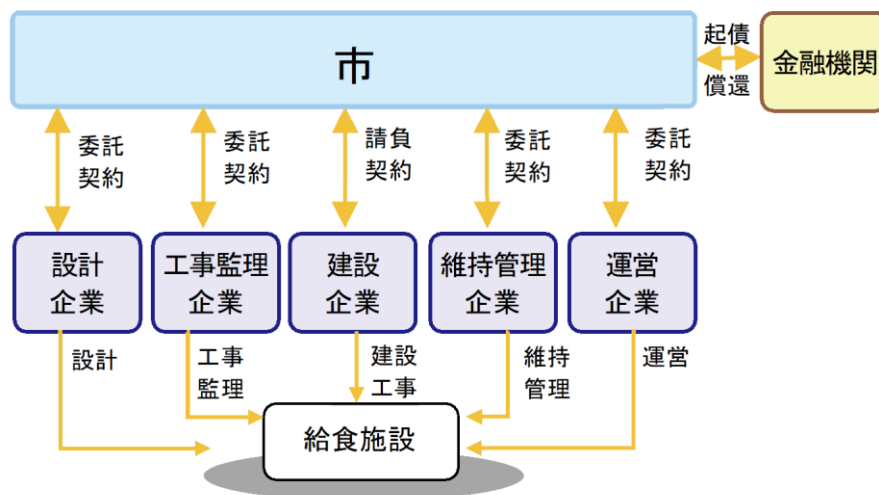 市
起債
償還
金融機関
委託
契約
委託
契約
請負
契約
委託
契約
委託
契約
設計
企業
工事監理
企業
建設
企業
維持管理
企業
運営
企業
設計
工事
監理
建設
工事
維持
管理
運営
給食施設